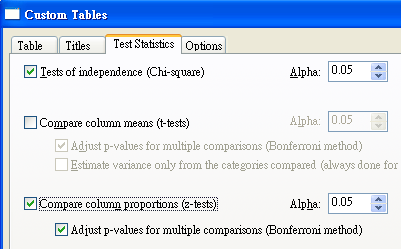 Custom Tables
Table Titles Test Statistics Options
Tests of independence (Chi-square) Alpha: 0.05
Compare column means (t-tests) Alpha: 0.05
Adjust p-values for multiple comparisons (Bonferroni method)
Estimate variance only from the categories compared (always done for
Compare column proportions (z-tests) Alpha: 0.05
Adjust p-values for multiple comparisons (Bonferroni method)